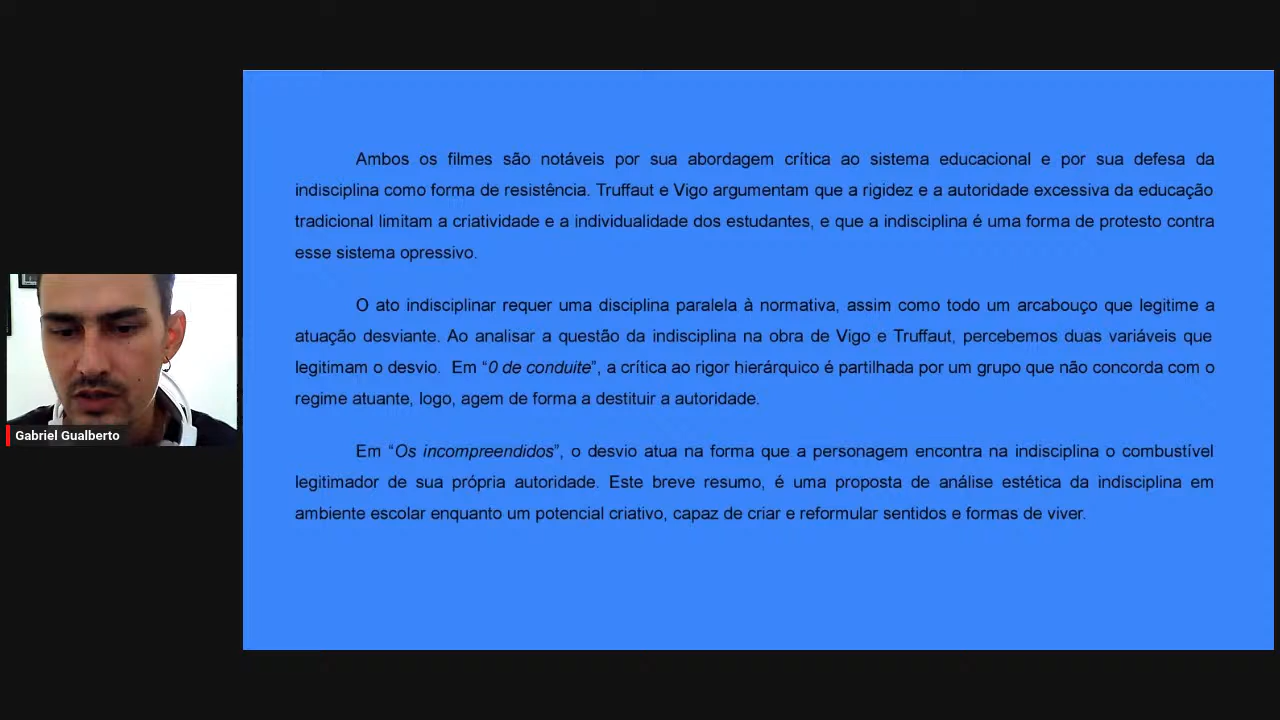 Ambos os filmes são notáveis por sua abordagem crítica ao sistema educacional e por sua defesa da
indisciplina como forma de resistência. Truffaut e Vigo argumentam que a rigidez e a autoridade excessiva da educação
tradicional limitam a criatividade e a individualidade dos estudantes, e que a indisciplina é uma forma de protesto contra
esse sistema opressivo.
O ato indisciplinar requer uma disciplina paralela à normativa, assim como todo um arcabouço que legitime a
atuação desviante. Ao analisar a questão da indisciplina na obra de Vigo e Truffaut, percebemos duas variáveis que
legitimam o desvio. Em “0 de conduite”, a crítica ao rigor hierárquico é partilhada por um grupo que não concorda com o
regime atuante, logo, agem de forma a destituir a autoridade.
Em “Os incompreendidos”, o desvio atua na forma que a personagem encontra na indisciplina o combustível
legitimador de sua própria autoridade. Este breve resumo, é uma proposta de análise estética da indisciplina em
ambiente escolar enquanto um potencial criativo, capaz de criar e reformular sentidos e formas de viver.
Gabriel Gualberto